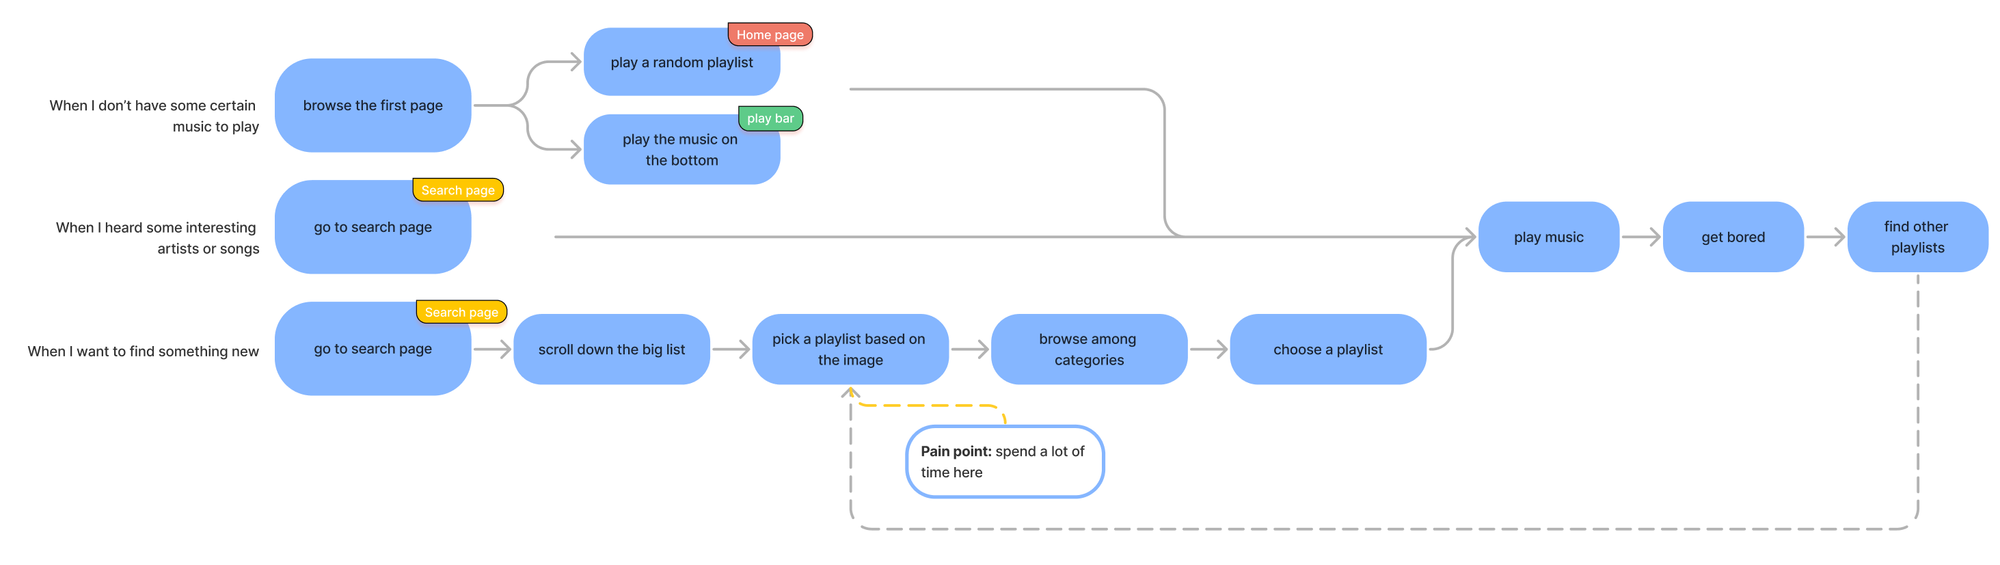 When I don’t have some certain
music to play
browse the first page
Home page
play a random playlist
play bar
play the music on
the bottom
When I heard some interesting
artists or songs
Search page
go to search page
play music
get bored
find other
playlists
When I want to find something new
Search page
go to search page
scroll down the big list
pick a playlist based on
the image
browse among
categories
choose a playlist
Pain point: spend a lot of
time here